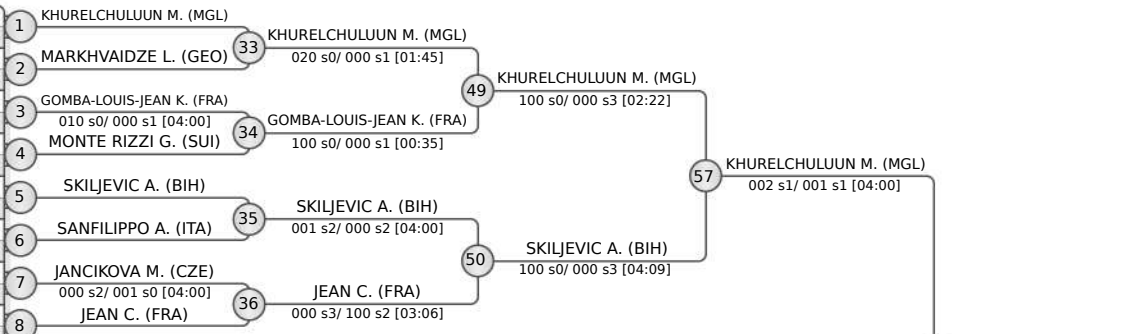 1
KHURELCHULUUN M. (MGL)
33
KHURELCHULUUN M. (MGL)
020 s0/ 000 s1 [01:45]
2
MARKHVAIDZE L. (GEO)
49
KHURELCHULUUN M. (MGL)
100 s0/ 000 s3 [02:22]
3
GOMBA-LOUIS-JEAN K. (FRA)
010 s0/ 000 s1 [04:00]
34
GOMBA-LOUIS-JEAN K. (FRA)
100 s0/ 000 s1 [00:35]
4
MONTE RIZZI G. (SUI)
57
KHURELCHULUUN M. (MGL)
002 s1/ 001 s1 [04:00]
5
SKILJEVIC A. (BIH)
35
SKILJEVIC A. (BIH)
001 s2/ 000 s2 [04:00]
6
SANFILIPPO A. (ITA)
50
SKILJEVIC A. (BIH)
100 s0/ 000 s3 [04:09]
7
JANCIKOVA M. (CZE)
000 s2/ 001 s0 [04:00]
36
JEAN C. (FRA)
000 s3/ 100 s2 [03:06]
8
JEAN C. (FRA)